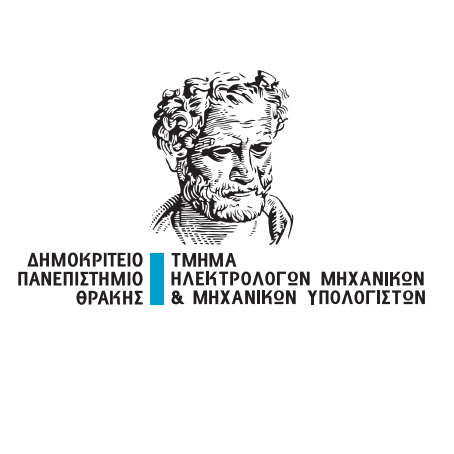 ΔΗΜΟΚΡΙΤΕΙΟ
ΠΑΝΕΠΙΣΤΗΜΙΟ
ΘΡΑΚΗΣ
ΤΜΗΜΑ
ΗΛΕΚΤΡΟΛΟΓΩΝ ΜΗΧΑΝΙΚΩΝ
& ΜΗΧΑΝΙΚΩΝ ΥΠΟΛΟΓΙΣΤΩΝ